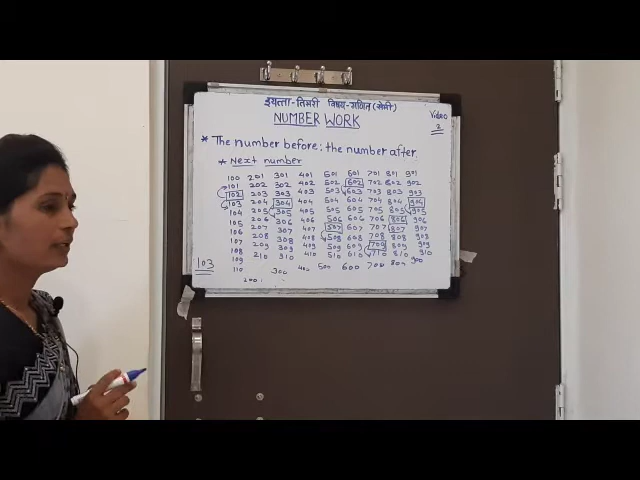 इयत्ता-तिसरी विषय-गणित (सेमी)
NUMBER WORK
Video 2
* The number before: the number after.
* Next number
100 201 301 401 501 601 701 801 901
101 202 302 402 502 602 702 802 902
102 203 303 403 503 603 703 803 903
103 204 304 404 504 604 704 804 904
104 205 305 405 505 605 705 805 905
105 206 306 406 506 606 706 806 906
106 207 307 407 507 607 707 807 907
107 208 308 408 508 608 708 808 908
108 209 309 409 509 609 709 809 909
109 210 310 410 510 610 710 810 910
110 200 300 400 500 600 700 800 900
103